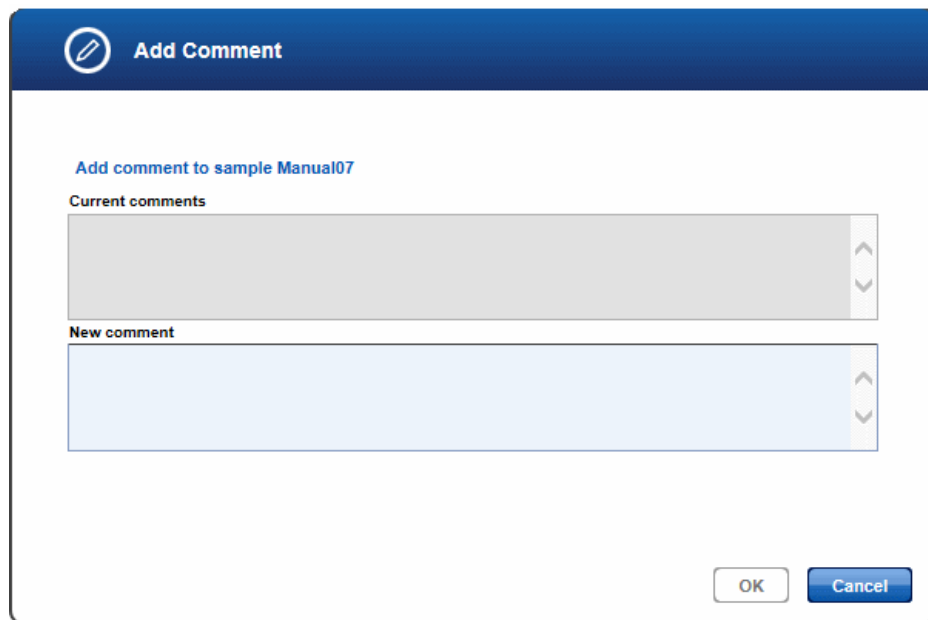 Add Comment
Add comment to sample Manual07
Current comments
New comment
OK Cancel